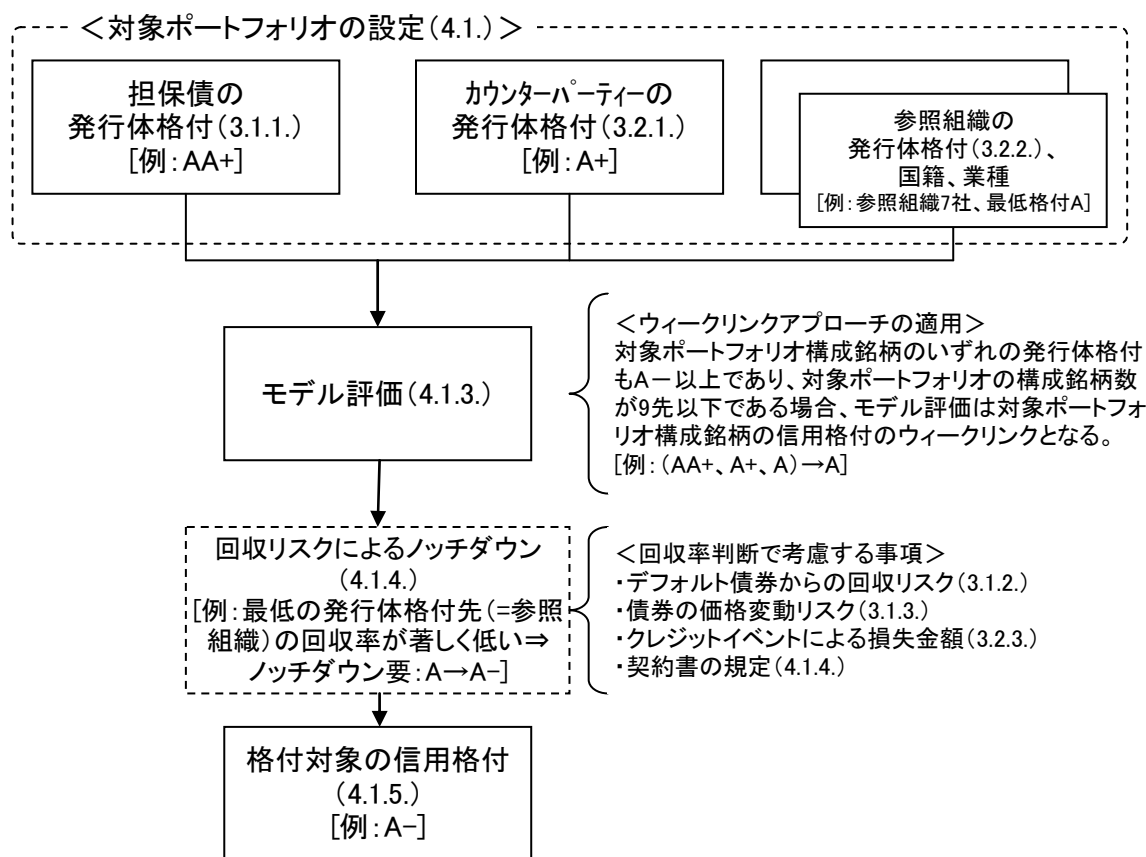 ＜対象ポートフォリオの設定（4.1.）＞
担保債の
発行体格付（3.1.1.）
[例：AA+]
カウンターパーティーの
発行体格付（3.2.1.）
[例：A+]
参照組織の
発行体格付（3.2.2.）、
国籍、業種
[例：参照組織7社、最低格付A]
モデル評価（4.1.3.）
＜ウィークリンクアプローチの適用＞
対象ポートフォリオ構成銘柄のいずれの発行体格付
もA－以上であり、対象ポートフォリオの構成銘柄数
が9先以下である場合、モデル評価は対象ポートフォ
リオ構成銘柄の信用格付のウィークリンクとなる。
[例：（AA+、A+、A）→A]
回収リスクによるノッチダウン
（4.1.4.）
[例：最低の発行体格付先（=参照
組織）の回収率が著しく低い⇒
ノッチダウン要：A→A-]
＜回収率判断で考慮する事項＞
・デフォルト債券からの回収リスク（3.1.2.）
・債券の価格変動リスク（3.1.3.）
・クレジットイベントによる損失金額（3.2.3.）
・契約書の規定（4.1.4.）
格付対象の信用格付
（4.1.5.）
[例：A-]